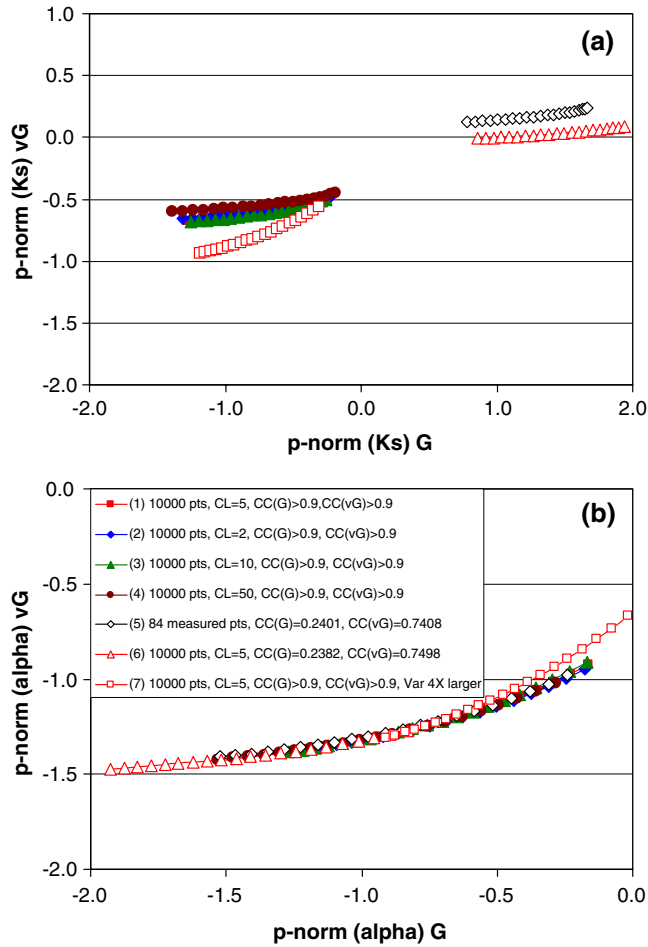 (a)
1.0
0.5
0.0
-0.5
-1.0
-1.5
-2.0
p-norm (Ks) vG
-2.0 -1.0 0.0 1.0 2.0
p-norm (Ks) G
(b)
0.0
-0.5
-1.0
-1.5
-2.0
p-norm (alpha) vG
(1) 10000 pts, CL=5, CC(G)>0.9,CC(vG)>0.9
(2) 10000 pts, CL=2, CC(G)>0.9, CC(vG)>0.9
(3) 10000 pts, CL=10, CC(G)>0.9, CC(vG)>0.9
(4) 10000 pts, CL=50, CC(G)>0.9, CC(vG)>0.9
(5) 84 measured pts, CC(G)=0.2401, CC(vG)=0.7408
(6) 10000 pts, CL=5, CC(G)=0.2382, CC(vG)=0.7498
(7) 10000 pts, CL=5, CC(G)>0.9, CC(vG)>0.9, Var 4X larger
-2.0 -1.5 -1.0 -0.5 0.0
p-norm (alpha) G